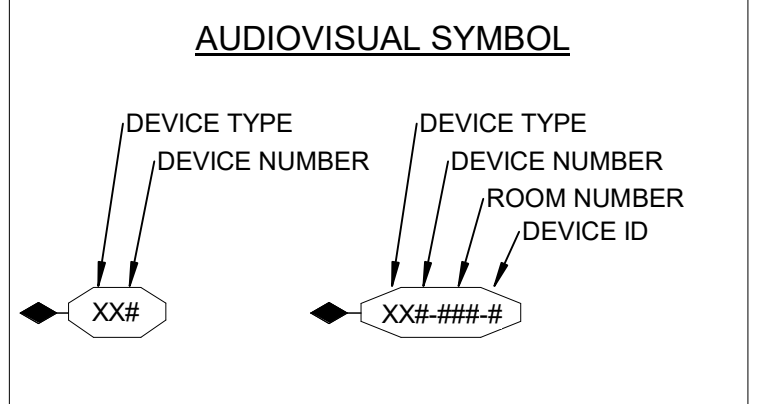 AUDIOVISUAL SYMBOL
DEVICE TYPE
DEVICE NUMBER
XX#
DEVICE TYPE
DEVICE NUMBER
ROOM NUMBER
DEVICE ID
XX#-###-#